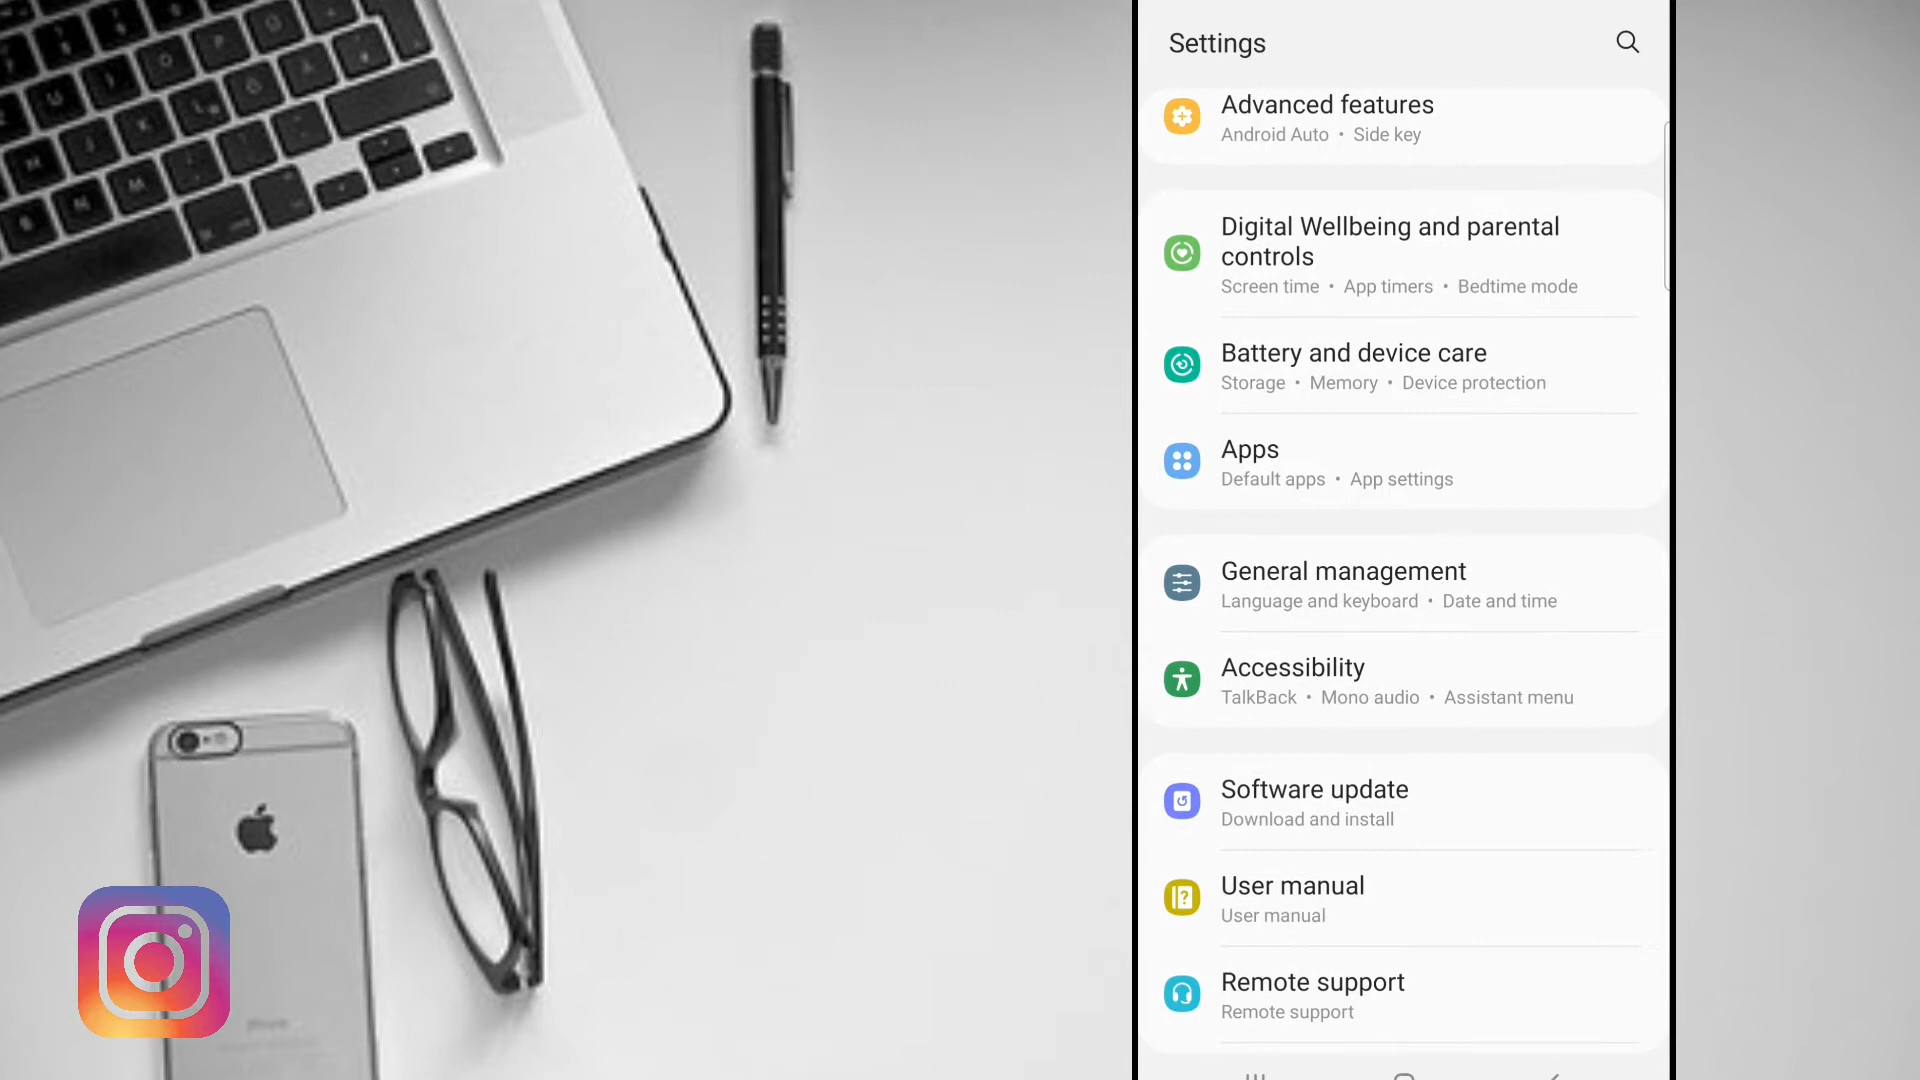 Settings
Advanced features
Android Auto • Side key
Digital Wellbeing and parental
controls
Screen time • App timers • Bedtime mode
Battery and device care
Storage • Memory • Device protection
Apps
Default apps • App settings
General management
Language and keyboard • Date and time
Accessibility
TalkBack • Mono audio • Assistant menu
Software update
Download and install
User manual
User manual
Remote support
Remote support